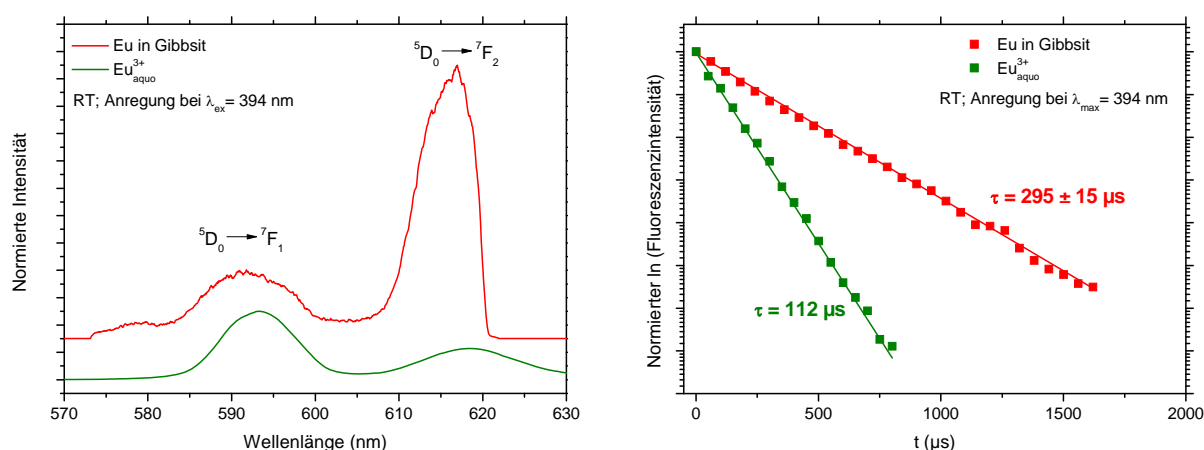 Eu in Gibbsit
Eu³⁺aquo
RT; Anregung bei λex= 394 nm
⁵D₀ → ⁷F₂
⁵D₀ → ⁷F₁
Normierte Intensität
570 580 590 600 610 620 630
Wellenlänge (nm)
Eu in Gibbsit
Eu³⁺aquo
RT; Anregung bei λmax= 394 nm
τ = 295 ± 15 µs
τ = 112 µs
Normierter ln (Fluoreszenzintensität)
0 500 1000 1500 2000
t (µs)